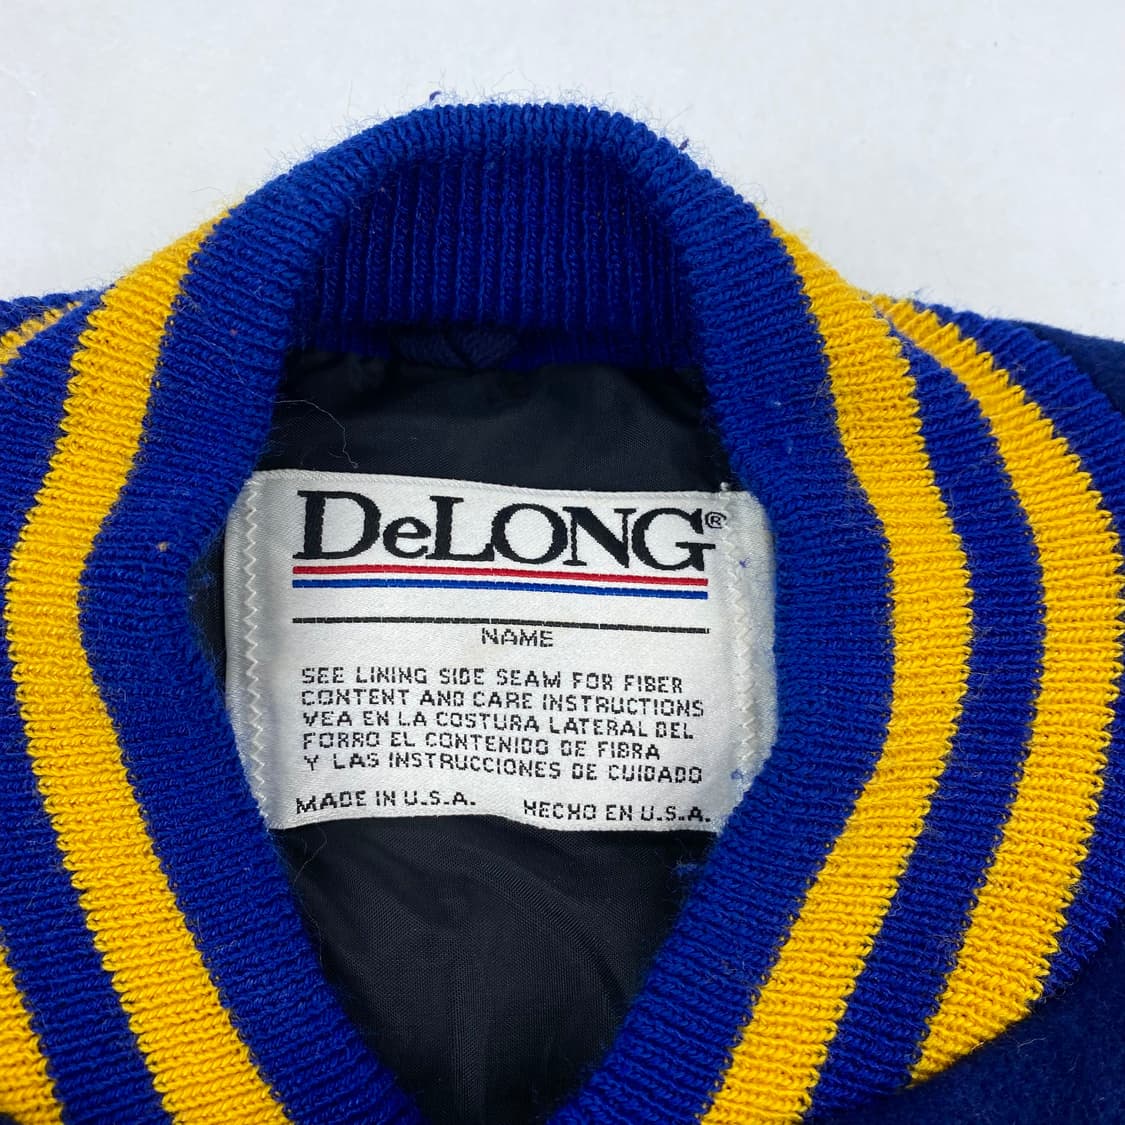 DeLONG®
NAME
SEE LINING SIDE SEAM FOR FIBER
CONTENT AND CARE INSTRUCTIONS
VEA EN LA COSTURA LATERAL DEL
FORRO EL CONTENIDO DE FIBRA
Y LAS INSTRUCCIONES DE CUIDADO
MADE IN U.S.A. HECHO EN U.S.A.